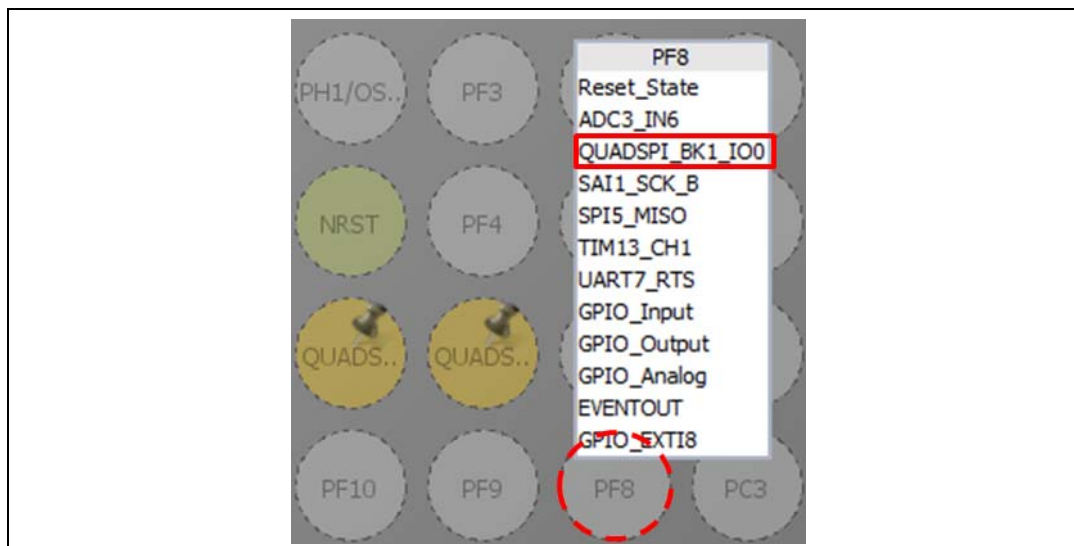 PH1/OS..
PF3
PF8
Reset_State
ADC3_IN6
QUADSPI_BK1_IO0
SAI1_SCK_B
SPI5_MISO
TIM13_CH1
UART7_RTS
GPIO_Input
GPIO_Output
GPIO_Analog
EVENTOUT
GPIO_EXTI8
NRST
PF4
QUADS..
QUADS..
PF10
PF9
PF8
PC3